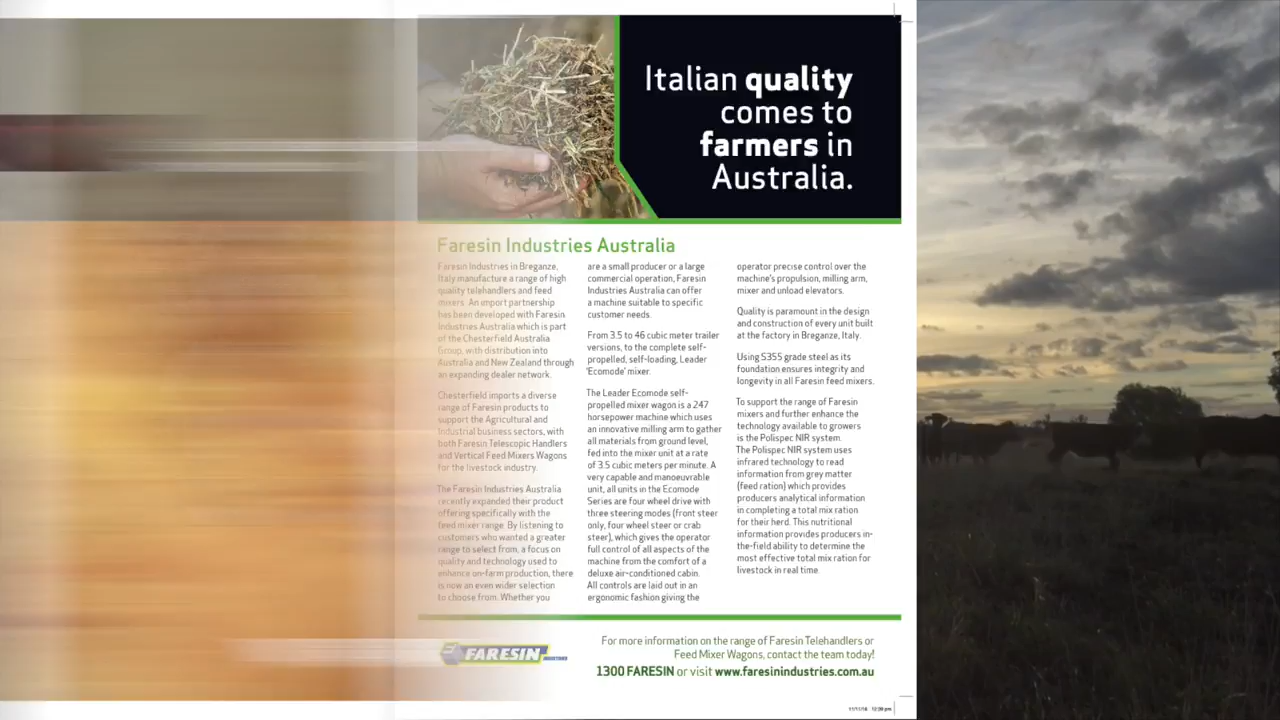 Italian quality
comes to
farmers in
Australia.
Faresin Industries Australia
Faresin Industries in Breganze,
Italy manufacture a range of high
quality telehandlers and feed
mixers. An import partnership
has been developed with Faresin
Industries Australia which is part
of the Chesterfield Australia
Group, with distribution into
Australia and New Zealand through
an expanding dealer network.
Chesterfield imports a diverse
range of Faresin products to
support the Agricultural and
Industrial business sectors, with
both Faresin Telescopic Handlers
and Vertical Feed Mixers Wagons
for the livestock industry.
The Faresin Industries Australia
recently expanded their product
offering specifically with the
feed mixer range. By listening to
customers who wanted a greater
range to select from, a focus on
quality and technology used to
enhance on-farm production, there
is now an even wider selection
to choose from. Whether you
are a small producer or a large
commercial operation, Faresin
Industries Australia can offer
a machine suitable to specific
customer needs.
From 3.5 to 46 cubic meter trailer
versions, to the complete self-
propelled, self-loading, Leader
'Ecomode' mixer.
The Leader Ecomode self-
propelled mixer wagon is a 247
horsepower machine which uses
an innovative milling arm to gather
all materials from ground level,
fed into the mixer unit at a rate
of 3.5 cubic meters per minute. A
very capable and manoeuvrable
unit, all units in the Ecomode
Series are four wheel drive with
three steering modes (front steer
only, four wheel steer or crab
steer), which gives the operator
full control of all aspects of the
machine from the comfort of a
deluxe air-conditioned cabin.
All controls are laid out in an
ergonomic fashion giving the
operator precise control over the
machine's propulsion, milling arm,
mixer and unload elevators.
Quality is paramount in the design
and construction of every unit built
at the factory in Breganze, Italy.
Using S355 grade steel as its
foundation ensures integrity and
longevity in all Faresin feed mixers.
To support the range of Faresin
mixers and further enhance the
technology available to growers
is the Polispec NIR system.
The Polispec NIR system uses
infrared technology to read
information from grey matter
(feed ration) which provides
producers analytical information
in completing a total mix ration
for their herd. This nutritional
information provides producers in-
the-field ability to determine the
most effective total mix ration for
livestock in real time.
FARESIN
INDUSTRIES
For more information on the range of Faresin Telehandlers or
Feed Mixer Wagons, contact the team today!
1300 FARESIN or visit www.faresinindustries.com.au